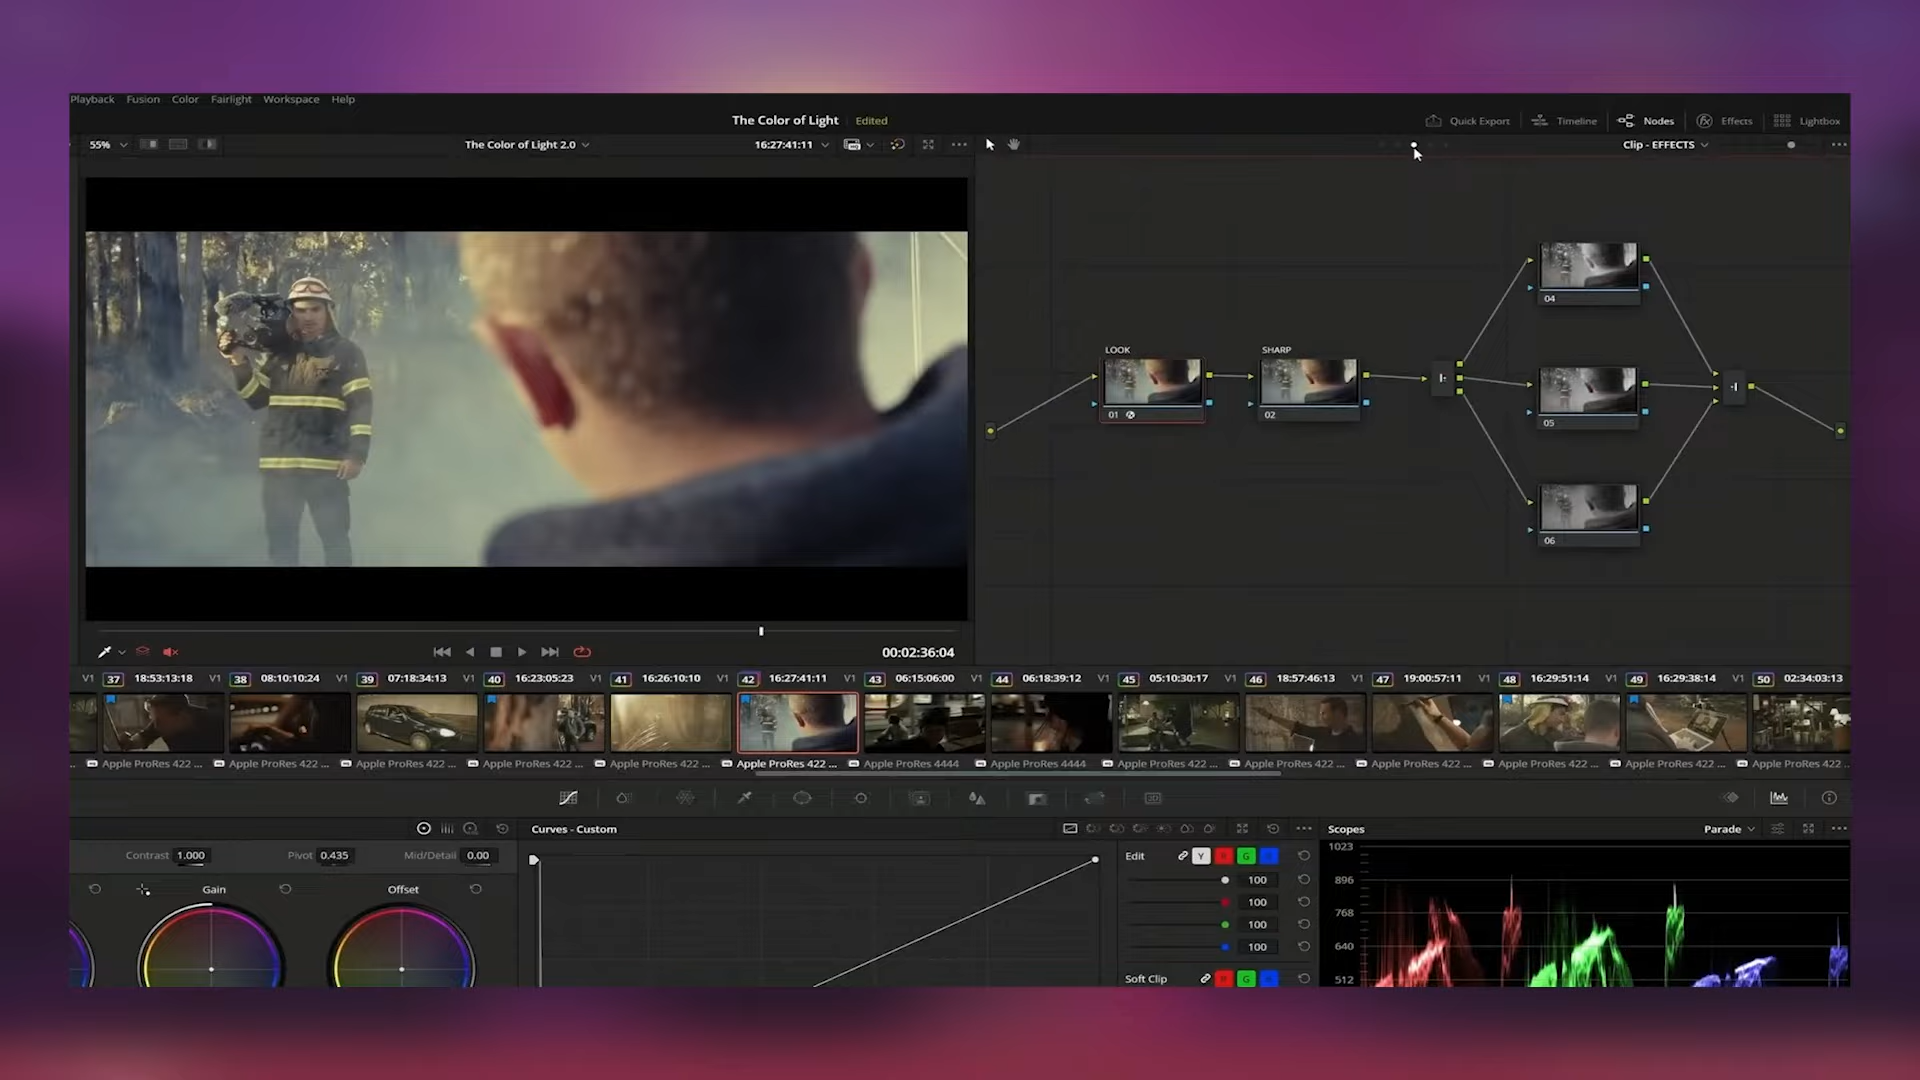 Playback Fusion Color Fairlight Workspace Help
The Color of Light Edited
Quick Export Timeline Nodes Effects Lightbox
55% The Color of Light 2.0 16:27:41:11 Clip - EFFECTS
04
LOOK SHARP
01 02
05
06
00:02:36:04
V1 37 18:53:13:18 V1 38 08:10:10:24 V1 39 07:18:34:13 V1 40 16:23:05:23 V1 41 16:26:10:10 V1 42 16:27:41:11 V1 43 06:15:06:00 V1 44 06:18:39:12 V1 45 05:10:30:17 V1 46 18:57:46:13 V1 47 19:00:57:11 V1 48 16:29:51:14 V1 49 16:29:38:14 V1 50 02:34:03:13
... Apple ProRes 422 ... Apple ProRes 422 ... Apple ProRes 422 ... Apple ProRes 422 ... Apple ProRes 422 ... Apple ProRes 422 ... Apple ProRes 4444 Apple ProRes 4444 Apple ProRes 422 ... Apple ProRes 422 ... Apple ProRes 422 ... Apple ProRes 422 ... Apple ProRes 422 ... Apple ProRes 422 ...
3D
Curves - Custom Scopes Parade
Contrast 1.000 Pivot 0.435 Mid/Detail 0.00
Gain Offset
Edit Y R G
100
100
100
100
Soft Clip R G
1023
896
768
640
512